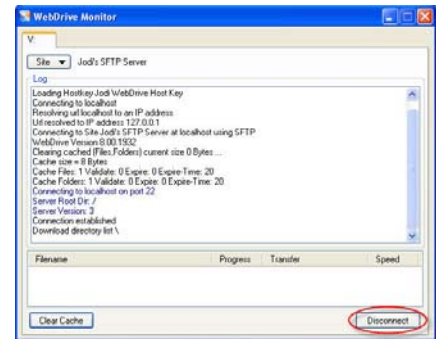 WebDrive Monitor
V:
Site Jodi's SFTP Server
Log
Loading Hostkey Jodi WebDrive Host Key
Connecting to localhost
Resolving url localhost to an IP address
Url resolved to IP address 127.0.0.1
Connecting to Site Jodi's SFTP Server at localhost using SFTP
WebDrive Version 8.00.1932
Clearing cached (Files,Folders) current size 0 Bytes ...
Cache size = 8 Bytes
Cache Files: 1 Validate: 0 Expire: 0 Expire-Time: 20
Cache Folders: 1 Validate: 0 Expire: 0 Expire-Time: 20
Connecting to localhost on port 22
Server Root Dir: /
Server Version: 3
Connection established
Download directory list \
Filename Progress Transfer Speed
Clear Cache Disconnect